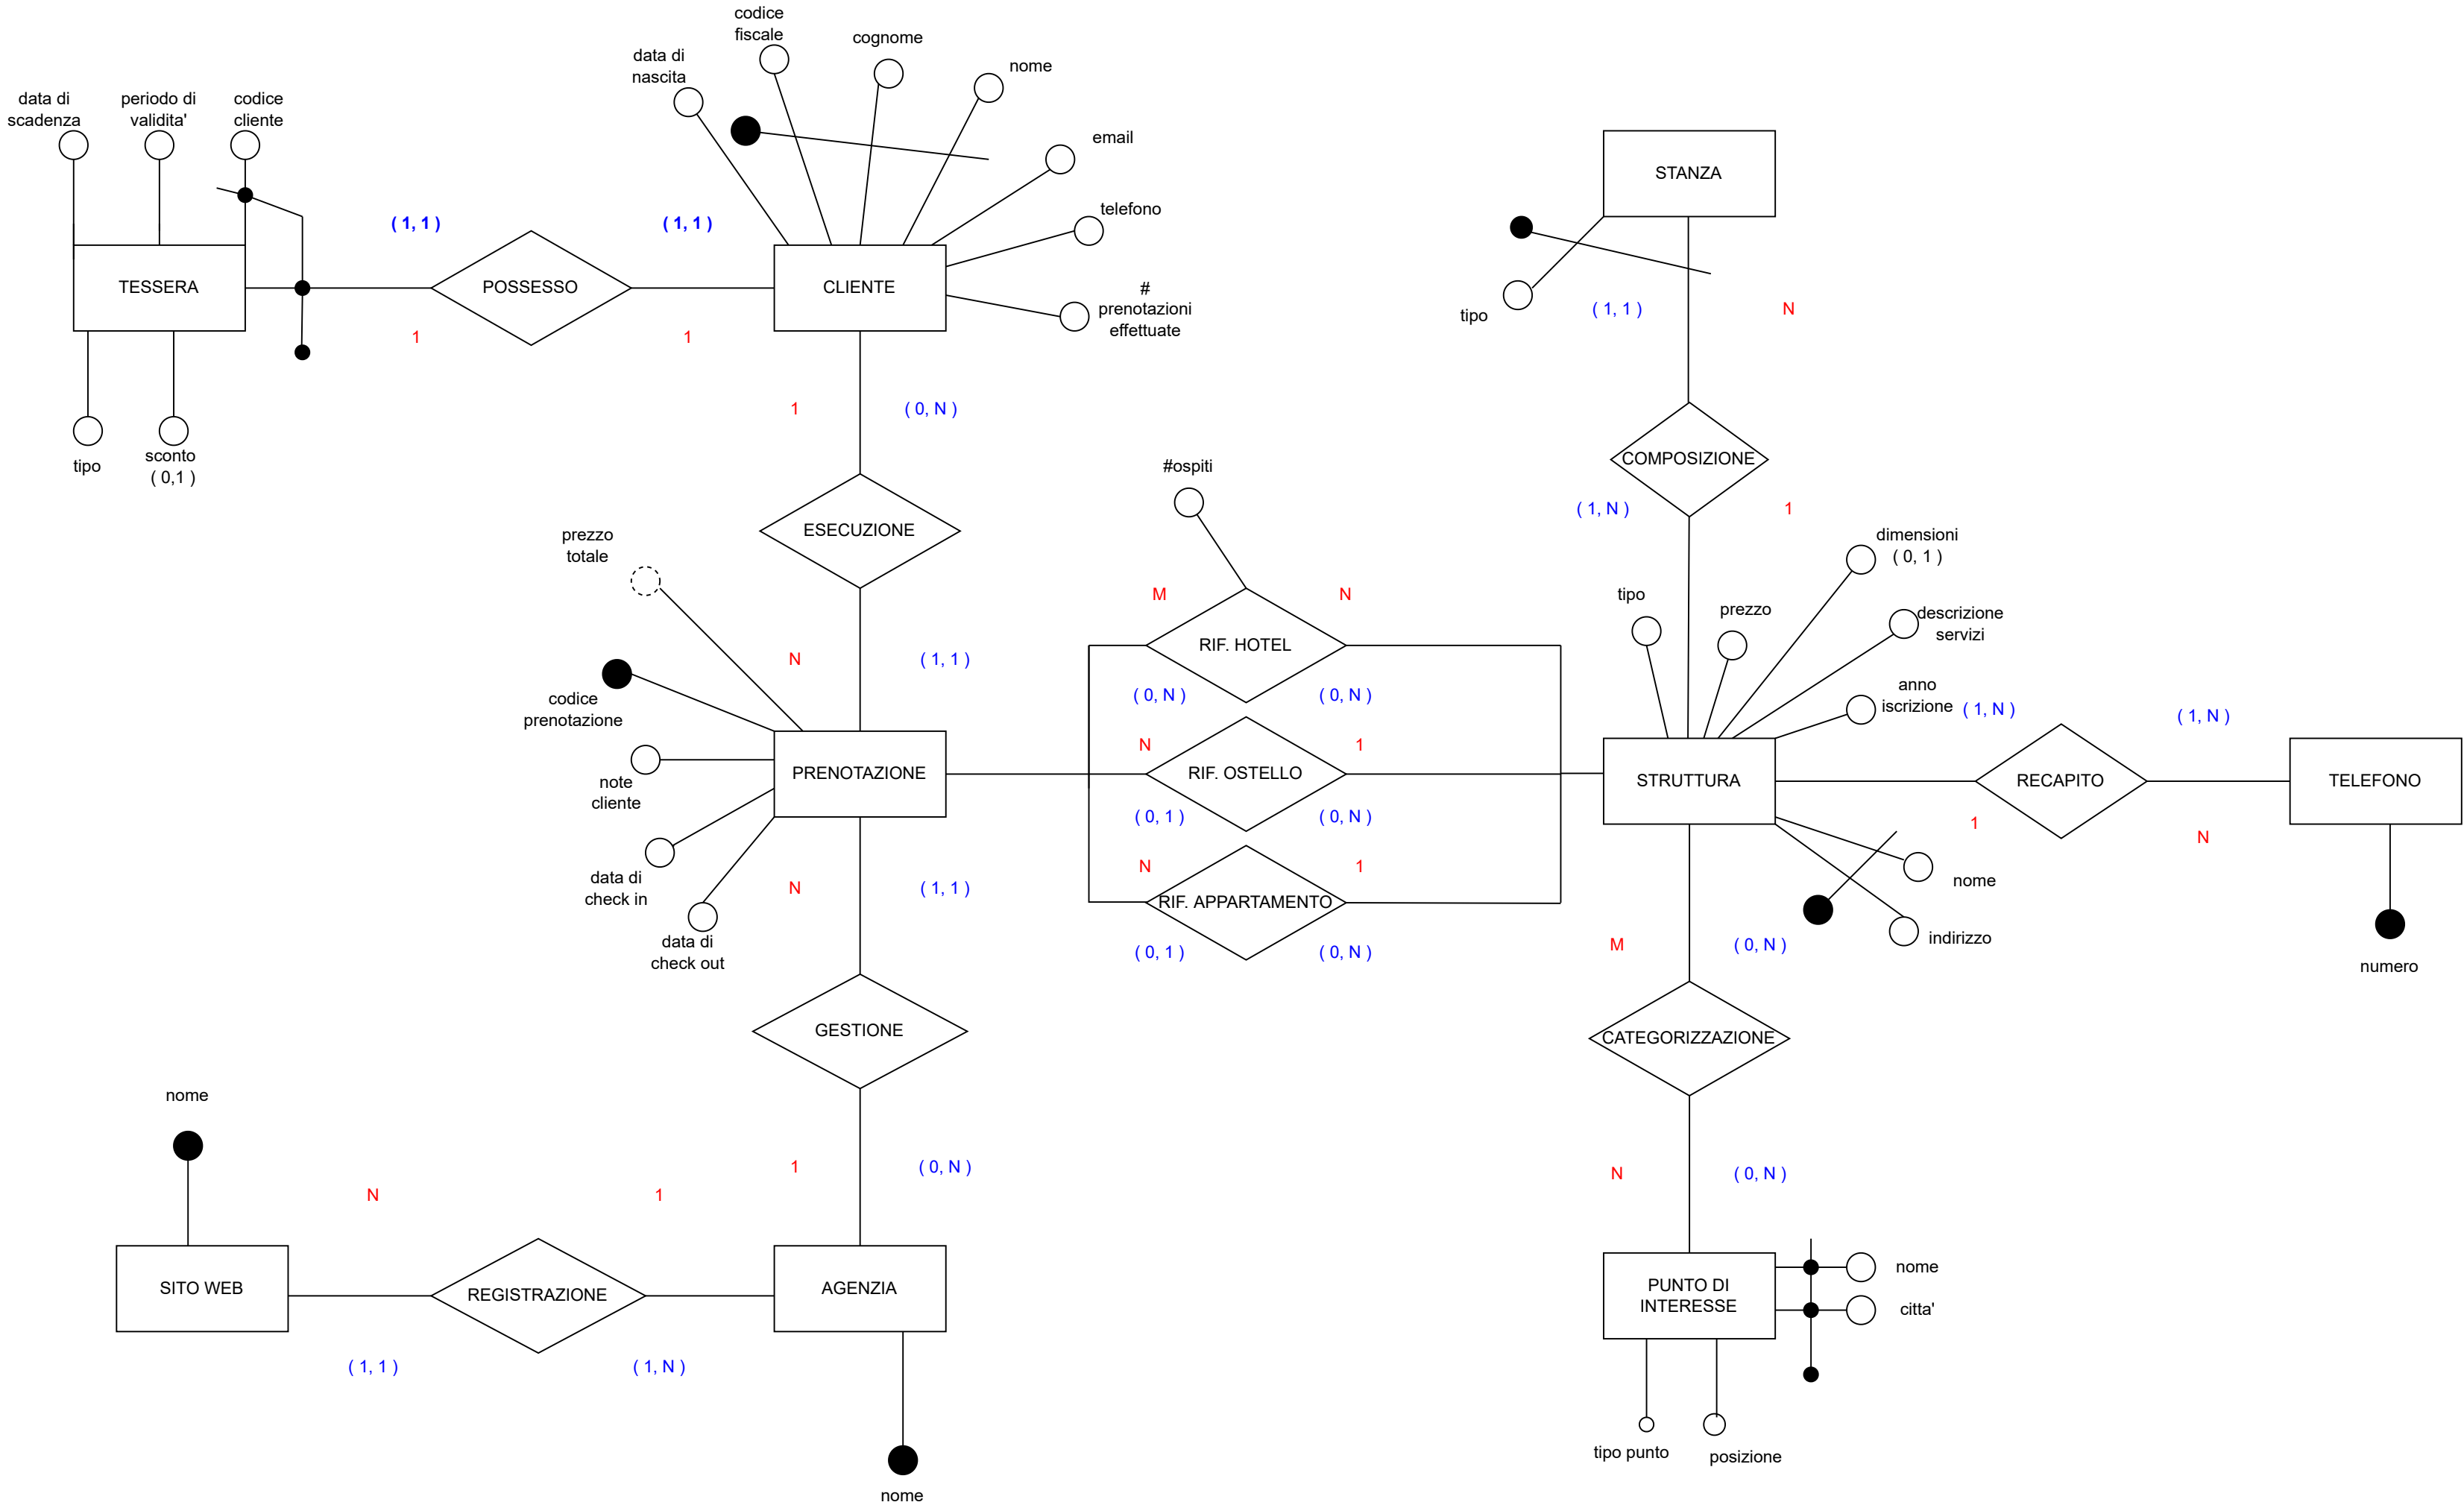 codice
fiscale
cognome
data di
nascita
nome
data di
scadenza
periodo di
validita'
codice
cliente
email
telefono
#
prenotazioni
effettuate
( 1, 1 )
( 1, 1 )
TESSERA
POSSESSO
CLIENTE
1
1
tipo
sconto
( 0,1 )
STANZA
tipo
( 1, 1 )
N
1
( 0, N )
COMPOSIZIONE
( 1, N )
1
ESECUZIONE
#ospiti
prezzo
totale
N
( 1, 1 )
codice
prenotazione
note
cliente
data di
check in
data di
check out
PRENOTAZIONE
M
N
RIF. HOTEL
( 0, N )
( 0, N )
N
1
RIF. OSTELLO
( 0, 1 )
( 0, N )
N
1
RIF. APPARTAMENTO
( 0, 1 )
( 0, N )
tipo
prezzo
dimensioni
( 0, 1 )
descrizione
servizi
anno
iscrizione
( 1, N )
( 1, N )
STRUTTURA
RECAPITO
TELEFONO
1
N
nome
indirizzo
numero
N
( 1, 1 )
M
( 0, N )
GESTIONE
CATEGORIZZAZIONE
nome
1
( 0, N )
N
( 0, N )
N
1
SITO WEB
REGISTRAZIONE
AGENZIA
( 1, 1 )
( 1, N )
nome
PUNTO DI
INTERESSE
nome
citta'
tipo punto
posizione